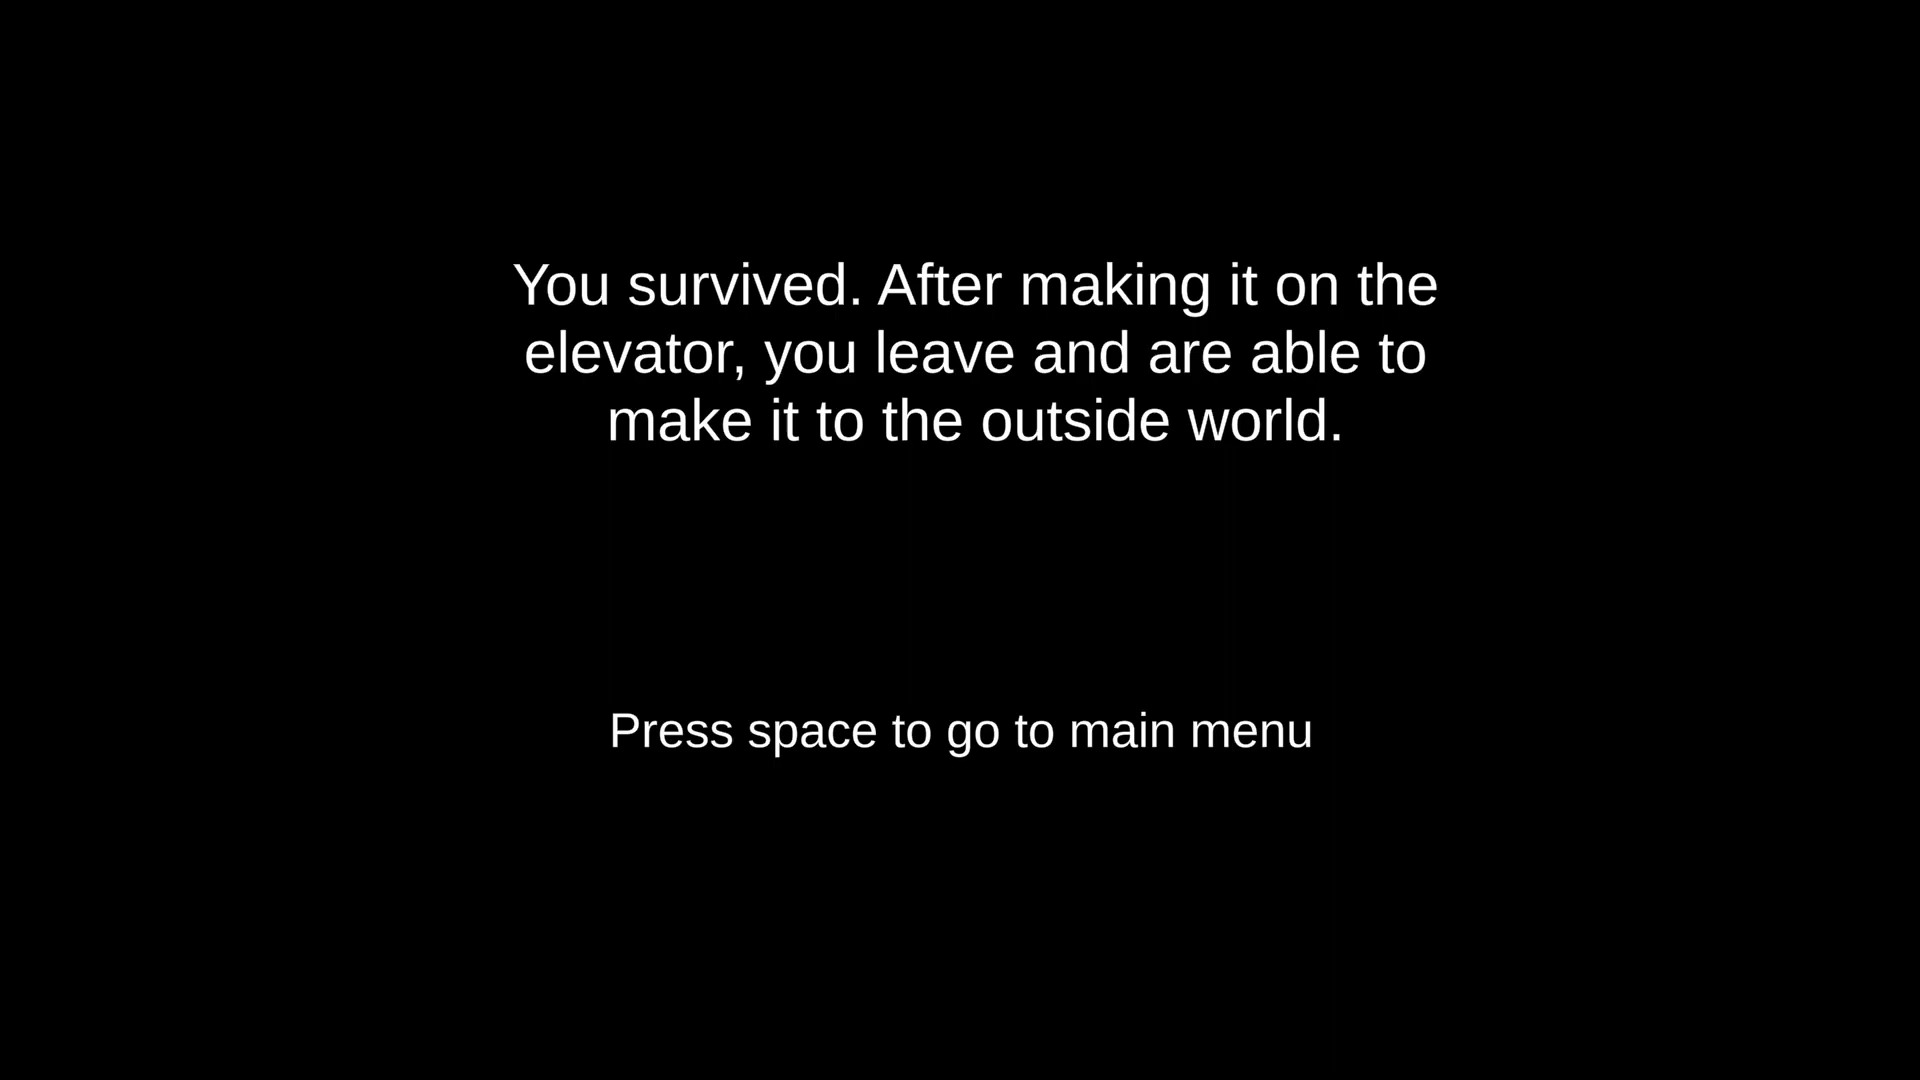 You survived. After making it on the
elevator, you leave and are able to
make it to the outside world.
Press space to go to main menu